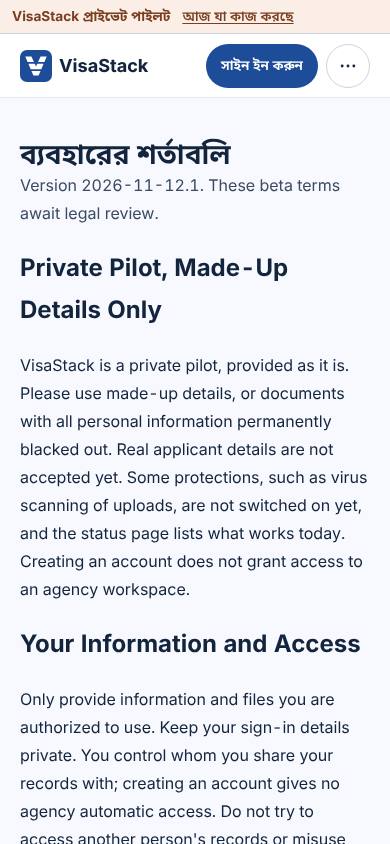 VisaStack প্রাইভেট পাইলট আজ যা কাজ করছে
VisaStack সাইন ইন করুন ...
ব্যবহারের শর্তাবলি
Version 2026-11-12.1. These beta terms
await legal review.
Private Pilot, Made-Up
Details Only
VisaStack is a private pilot, provided as it is.
Please use made-up details, or documents
with all personal information permanently
blacked out. Real applicant details are not
accepted yet. Some protections, such as virus
scanning of uploads, are not switched on yet,
and the status page lists what works today.
Creating an account does not grant access to
an agency workspace.
Your Information and Access
Only provide information and files you are
authorized to use. Keep your sign-in details
private. You control whom you share your
records with; creating an account gives no
agency automatic access. Do not try to
access another person's records or misuse